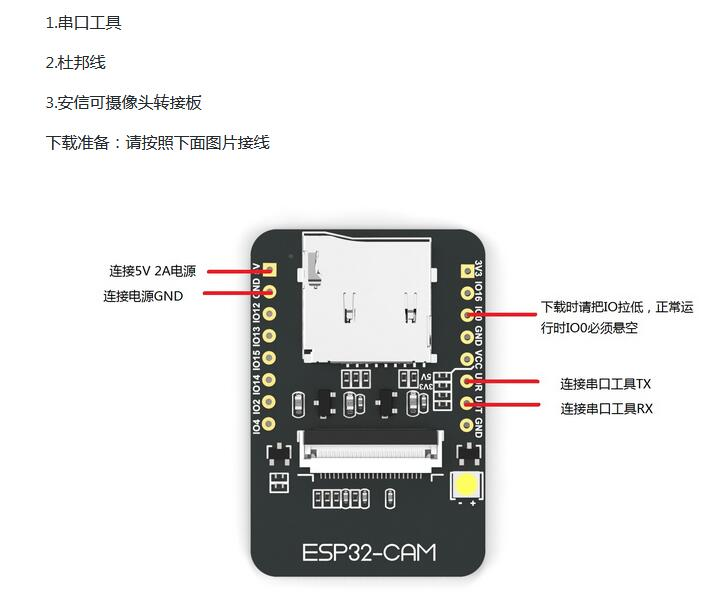 1.串口工具
2.杜邦线
3.安信可摄像头转接板
下载准备：请按照下面图片接线
连接5V 2A电源
连接电源GND
下载时请把IO拉低，正常运
行时IO0必须悬空
连接串口工具TX
连接串口工具RX
5V
GND
IO12
IO13
IO15
IO14
IO2
IO4
3V3
IO16
IO0
GND
VCC
U0R
U0T
GND
3V3
5V
- +
ESP32-CAM